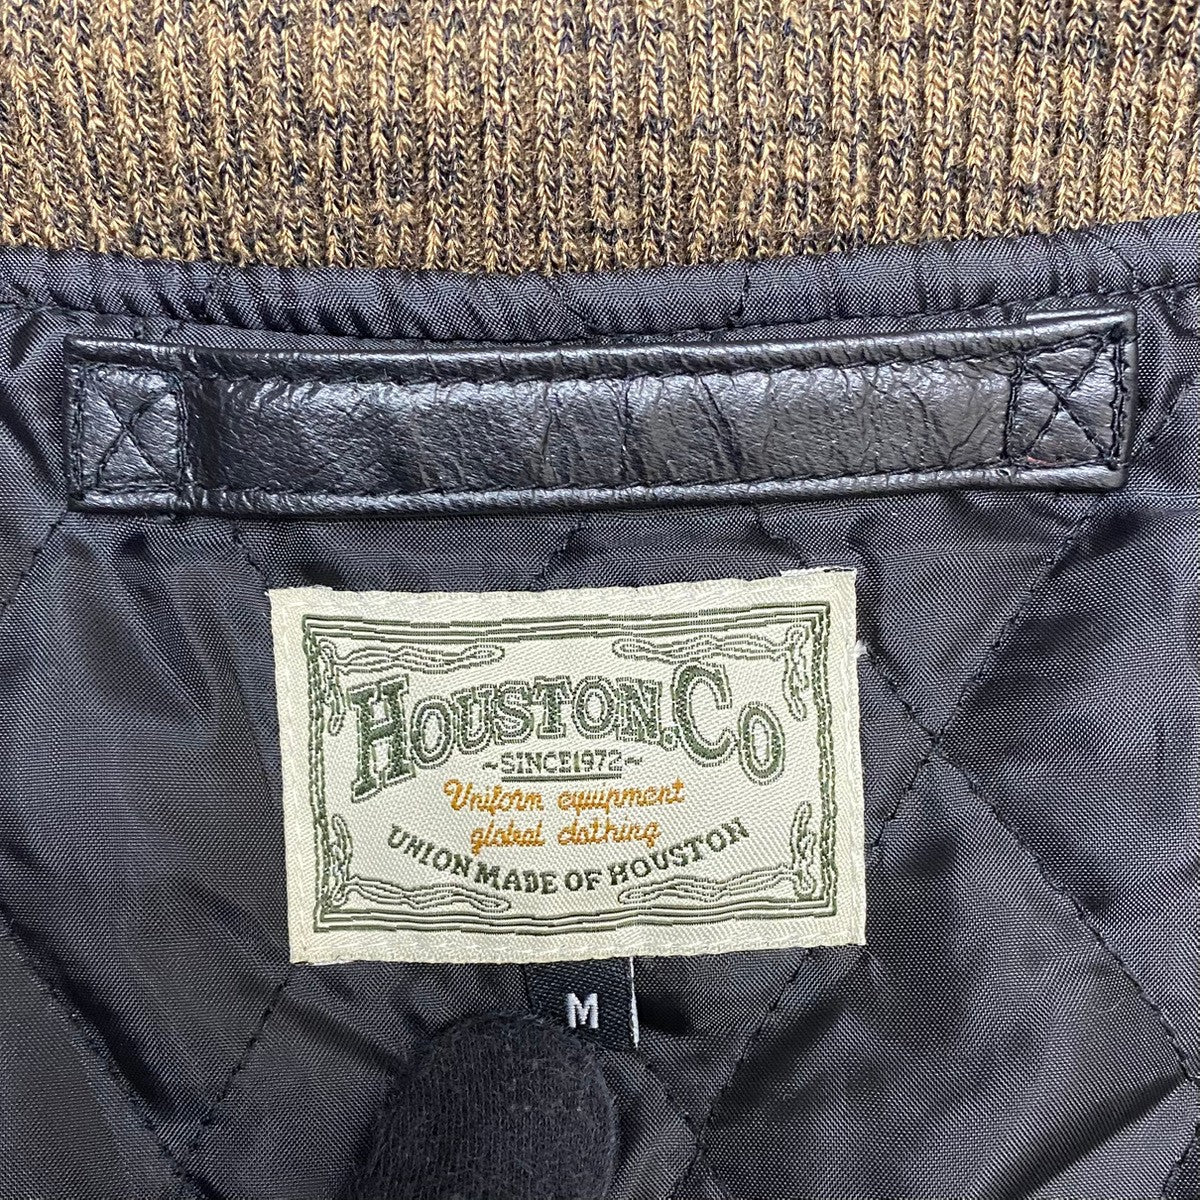 HOUSTON.CO
~SINCE1972~
Uniform equipment
global clothing
UNION MADE OF HOUSTON
M